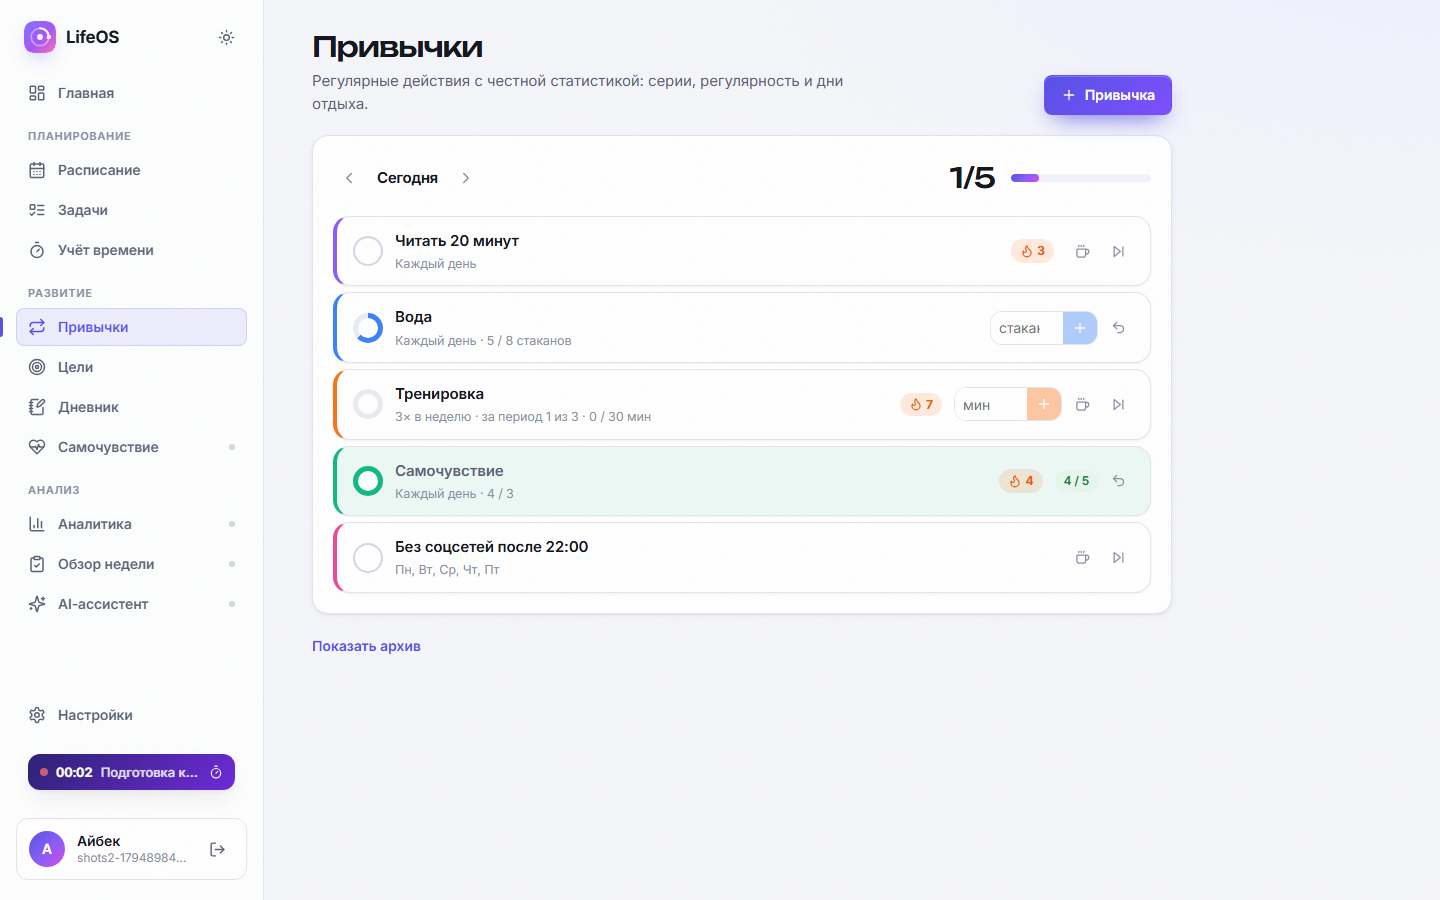 LifeOS
Главная
ПЛАНИРОВАНИЕ
Расписание
Задачи
Учёт времени
РАЗВИТИЕ
Привычки
Цели
Дневник
Самочувствие
АНАЛИЗ
Аналитика
Обзор недели
AI-ассистент
Настройки
00:02 Подготовка к...
А
Айбек
shots2-17948984...
Привычки
Регулярные действия с честной статистикой: серии, регулярность и дни
отдыха.
+ Привычка
Сегодня
1/5
Читать 20 минут
Каждый день
3
Вода
Каждый день · 5 / 8 стаканов
стакан
+
Тренировка
3× в неделю · за период 1 из 3 · 0 / 30 мин
7
мин
+
Самочувствие
Каждый день · 4 / 3
4
4 / 5
Без соцсетей после 22:00
Пн, Вт, Ср, Чт, Пт
Показать архив